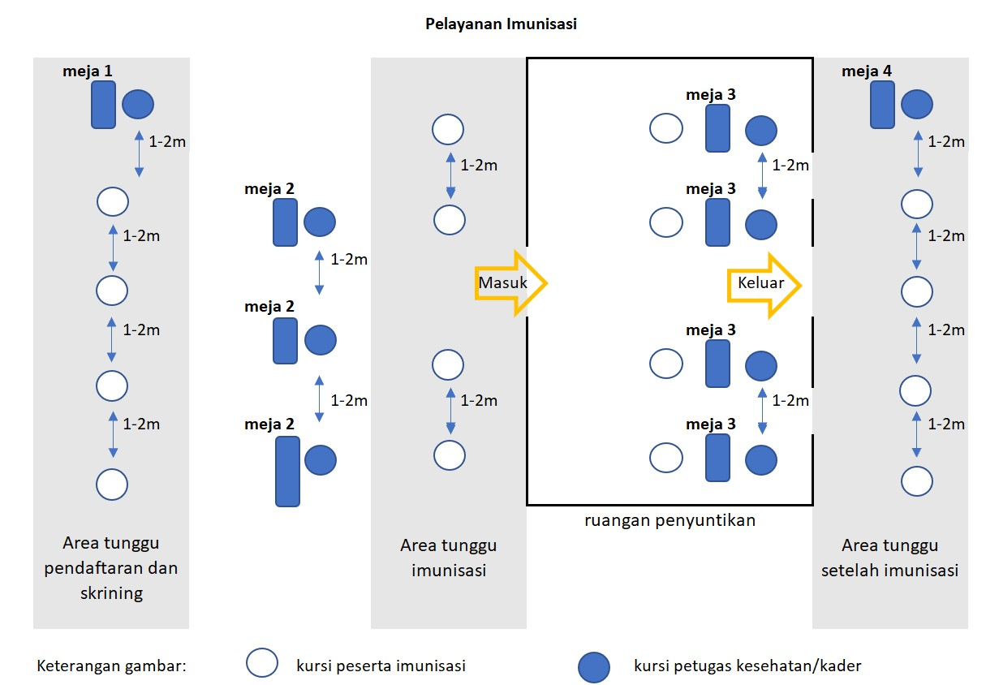 Pelayanan Imunisasi
meja 1
1-2m
1-2m
1-2m
1-2m
Area tunggu
pendaftaran dan
skrining
meja 2
1-2m
meja 2
1-2m
meja 2
1-2m
1-2m
Area tunggu
imunisasi
Masuk
meja 3
1-2m
meja 3
Keluar
meja 3
1-2m
meja 3
ruangan penyuntikan
meja 4
1-2m
1-2m
1-2m
1-2m
Area tunggu
setelah imunisasi
Keterangan gambar:
kursi peserta imunisasi
kursi petugas kesehatan/kader